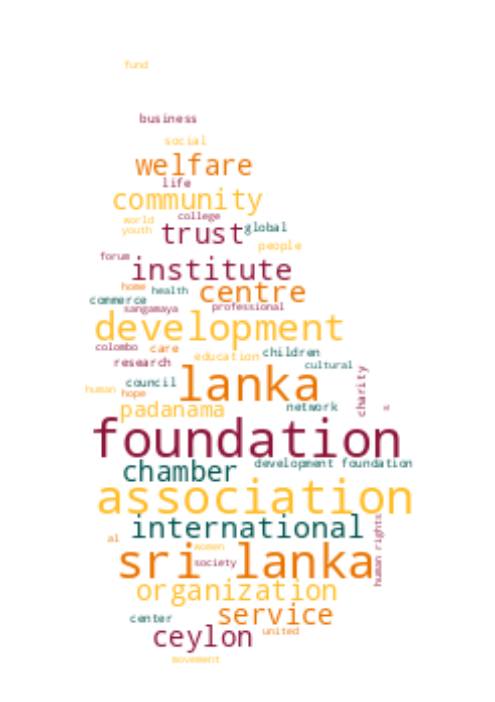 fund
business
social
welfare
life
community
college
world
youth
trust
global
people
forum
institute
home
health
centre
commerce
sangamaya
professional
development
colombo
care
education
children
research
cultural
council
lanka
charity
human
hope
padanama
network
foundation
chamber
development foundation
association
international
human rights
al
women
sri lanka
society
organization
center
service
ceylon
united
movement